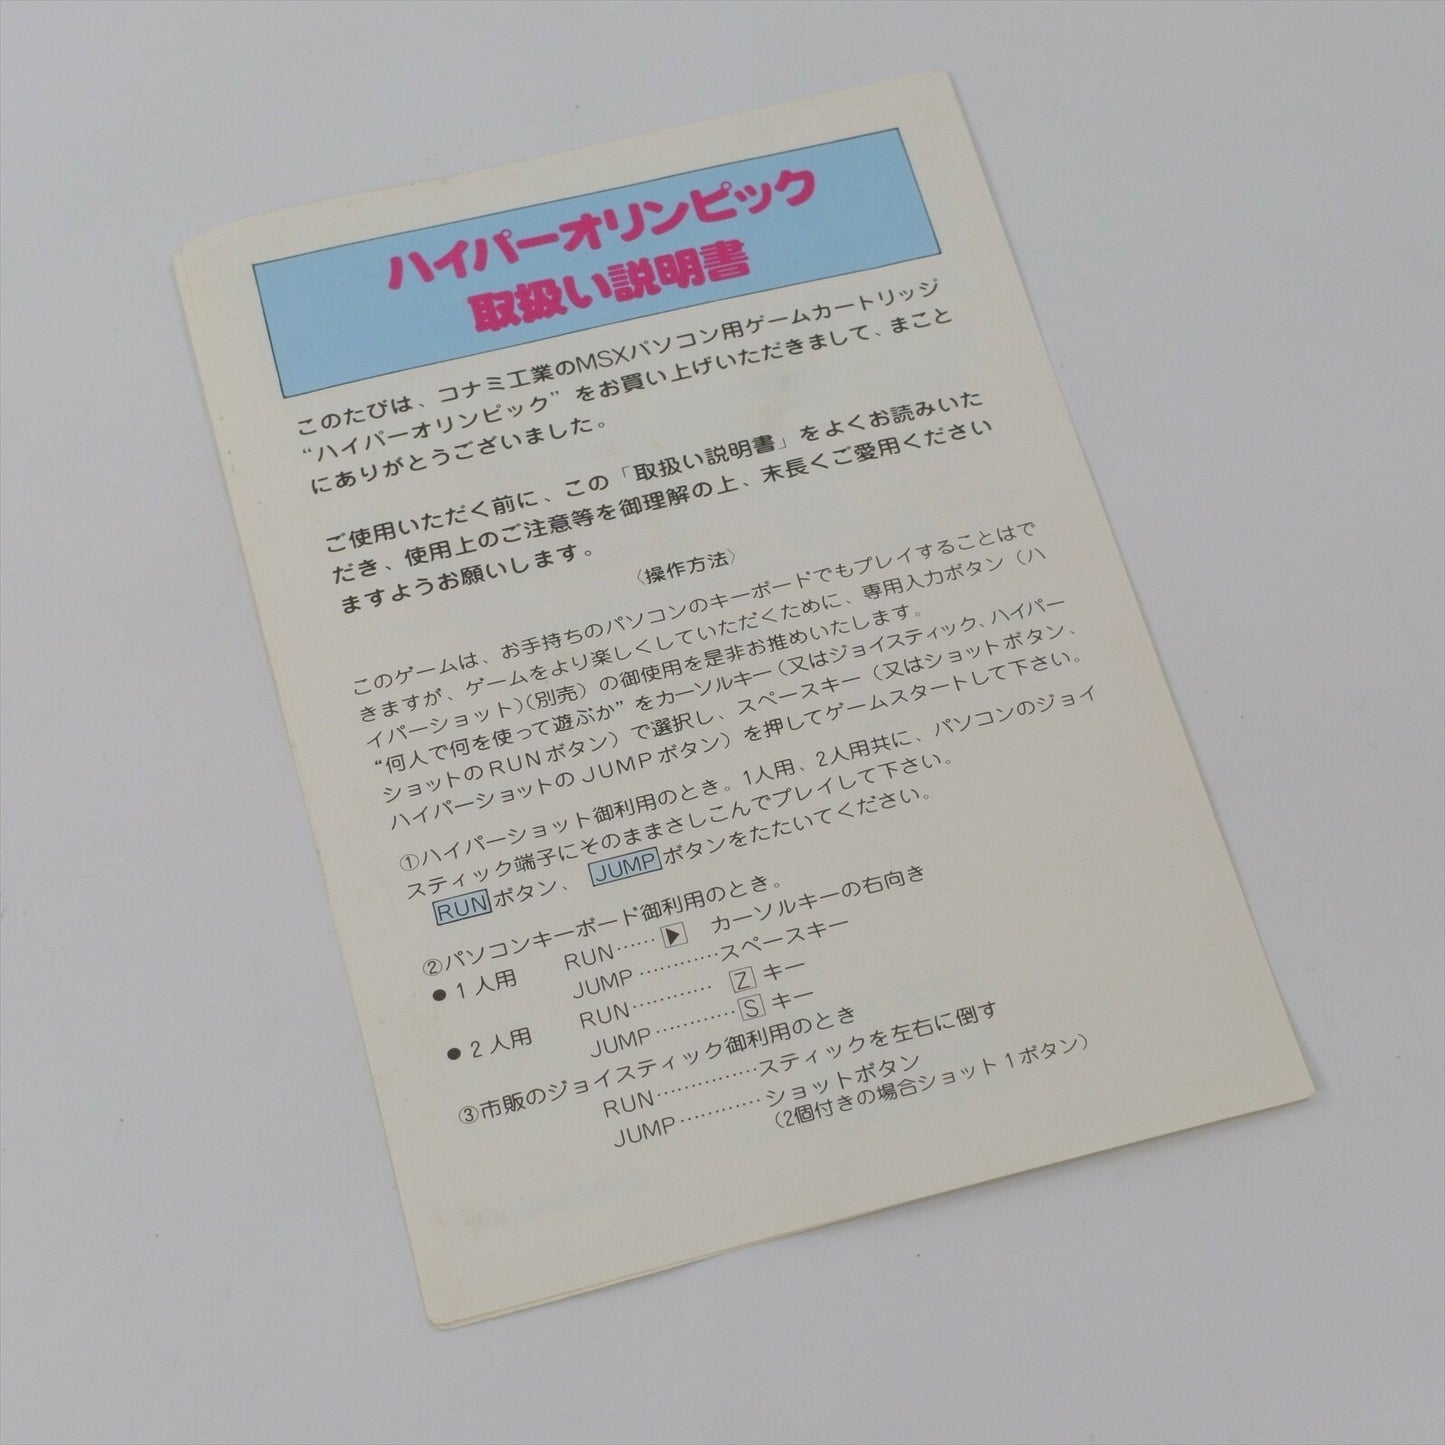 ハイパーオリンピック
取扱い説明書
このたびは、コナミ工業のMSXパソコン用ゲームカートリッジ
“ハイパーオリンピック”をお買い上げいただきまして、まこと
にありがとうございました。
ご使用いただく前に、この「取扱い説明書」をよくお読みいた
だき、使用上のご注意等を御理解の上、末長くご愛用ください
ますようお願いします。
〈操作方法〉
このゲームは、お手持ちのパソコンのキーボードでもプレイすることはで
きますが、ゲームをより楽しくしていただくために、専用入力ボタン（ハ
イパーショット）（別売）の御使用を是非お推めいたします。
“何人で何を使って遊ぶか”をカーソルキー（又はジョイスティック、ハイパー
ショットのRUNボタン）で選択し、スペースキー（又はショットボタン、
ハイパーショットのJUMPボタン）を押してゲームスタートして下さい。
①ハイパーショット御利用のとき。1人用、2人用共に、パソコンのジョイ
スティック端子にそのままさしこんでプレイして下さい。
RUNボタン、JUMPボタンをたたいてください。
②パソコンキーボード御利用のとき。
●1人用 RUN……▶ カーソルキーの右向き
JUMP…………スペースキー
●2人用 RUN………… Z キー
JUMP…………S キー
③市販のジョイスティック御利用のとき
RUN……………スティックを左右に倒す
JUMP…………ショットボタン
（2個付きの場合ショット1ボタン）